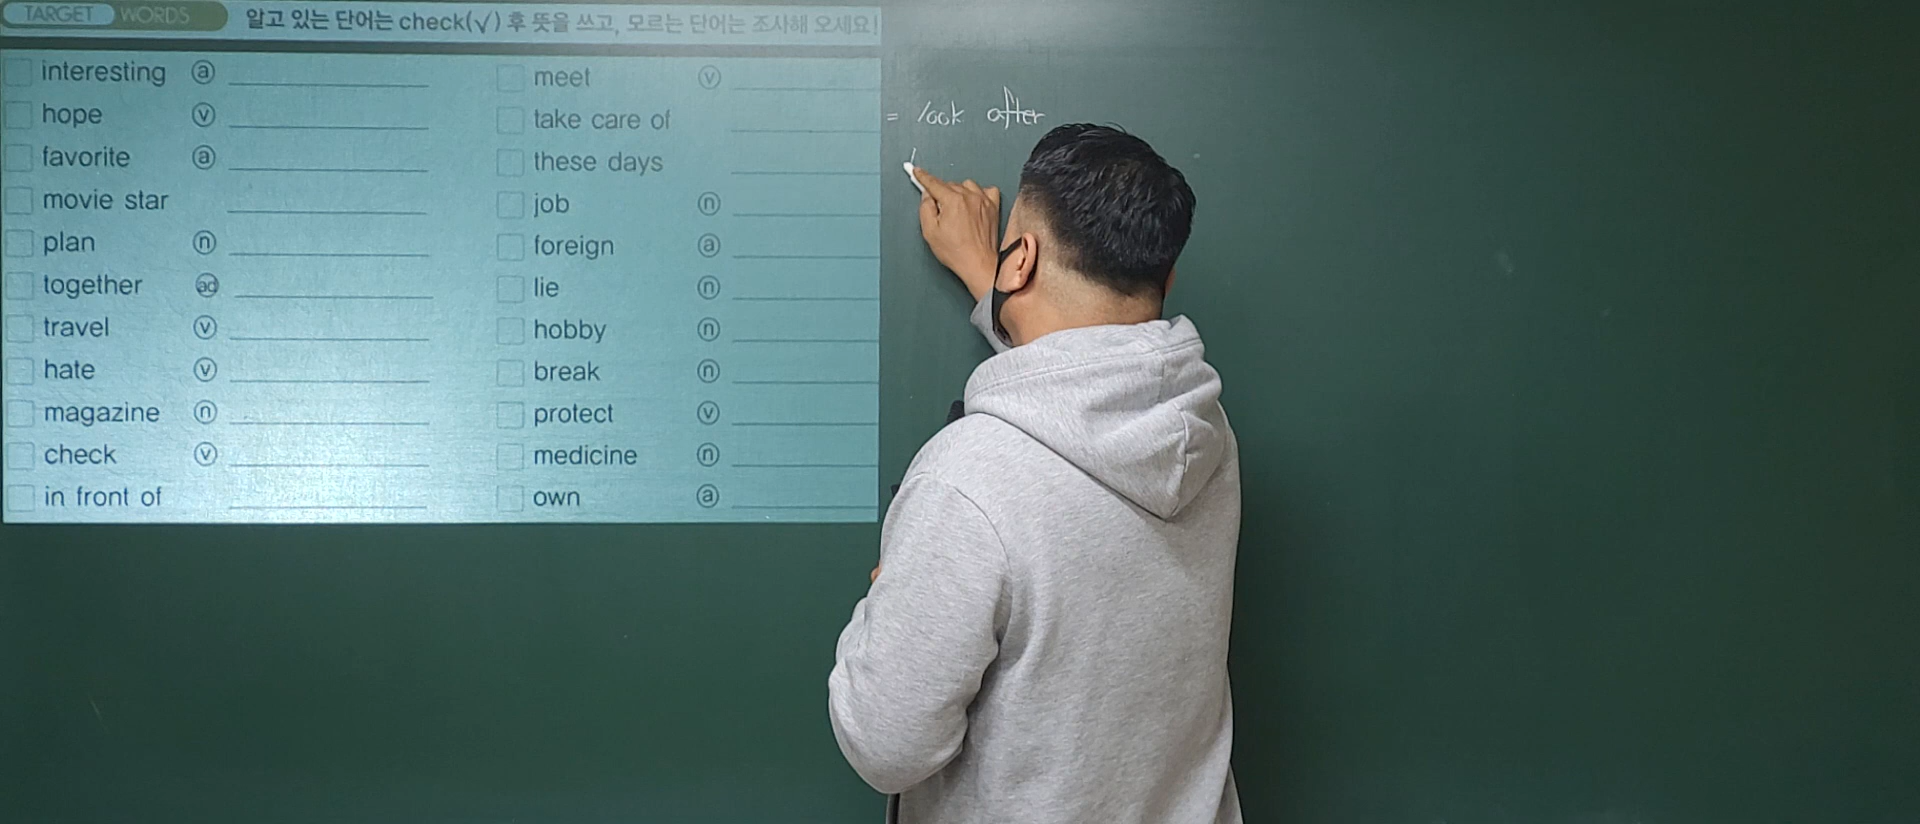 TARGET WORDS 알고 있는 단어는 check(√) 후 뜻을 쓰고, 모르는 단어는 조사해 오세요!
interesting ⓐ
hope ⓥ
favorite ⓐ
movie star
plan ⓝ
together ad
travel ⓥ
hate ⓥ
magazine ⓝ
check ⓥ
in front of
meet ⓥ
take care of = look after
these days
job ⓝ
foreign ⓐ
lie ⓝ
hobby ⓝ
break ⓝ
protect ⓥ
medicine ⓝ
own ⓐ